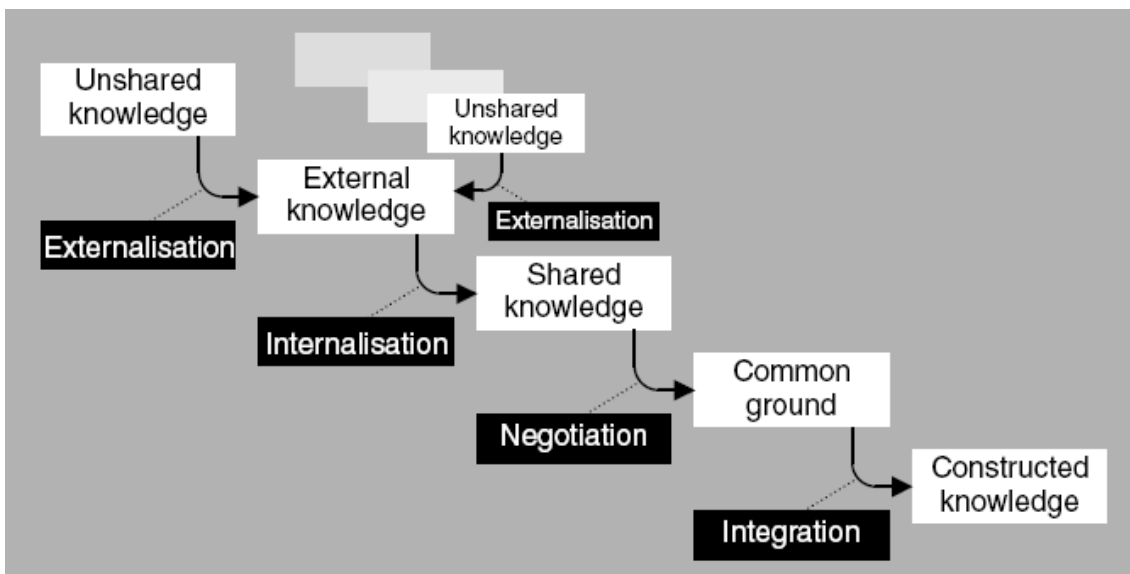 Unshared
knowledge
Unshared
knowledge
External
knowledge
Externalisation
Externalisation
Shared
knowledge
Internalisation
Common
ground
Negotiation
Constructed
knowledge
Integration